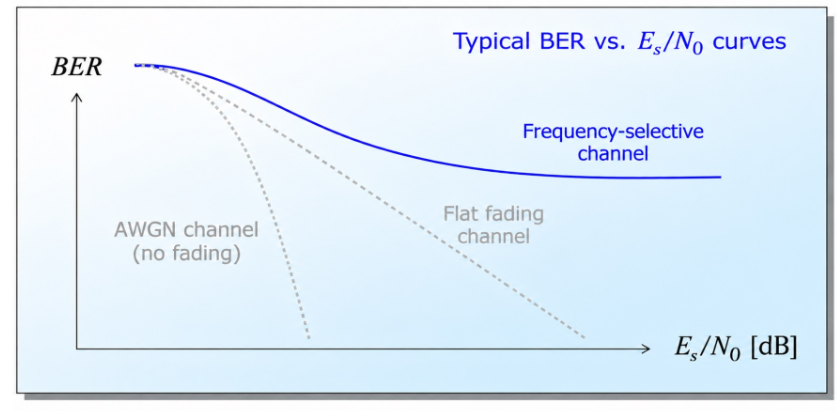 Typical BER vs. Eₛ/N₀ curves
BER
Frequency-selective
channel
Flat fading
channel
AWGN channel
(no fading)
Eₛ/N₀ [dB]